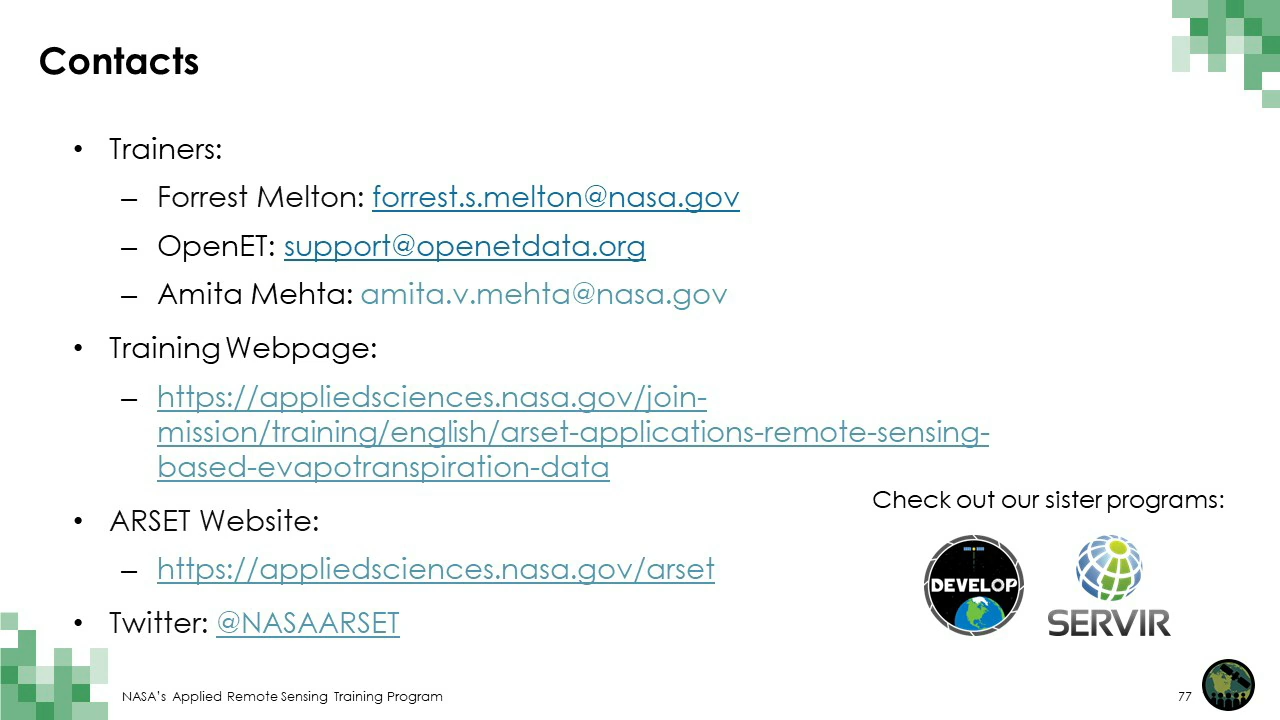 Contacts
• Trainers:
– Forrest Melton: forrest.s.melton@nasa.gov
– OpenET: support@openetdata.org
– Amita Mehta: amita.v.mehta@nasa.gov
• Training Webpage:
– https://appliedsciences.nasa.gov/join-
mission/training/english/arset-applications-remote-sensing-
based-evapotranspiration-data
• ARSET Website:
– https://appliedsciences.nasa.gov/arset
• Twitter: @NASAARSET
Check out our sister programs:
DEVELOP
SERVIR
NASA's Applied Remote Sensing Training Program
77